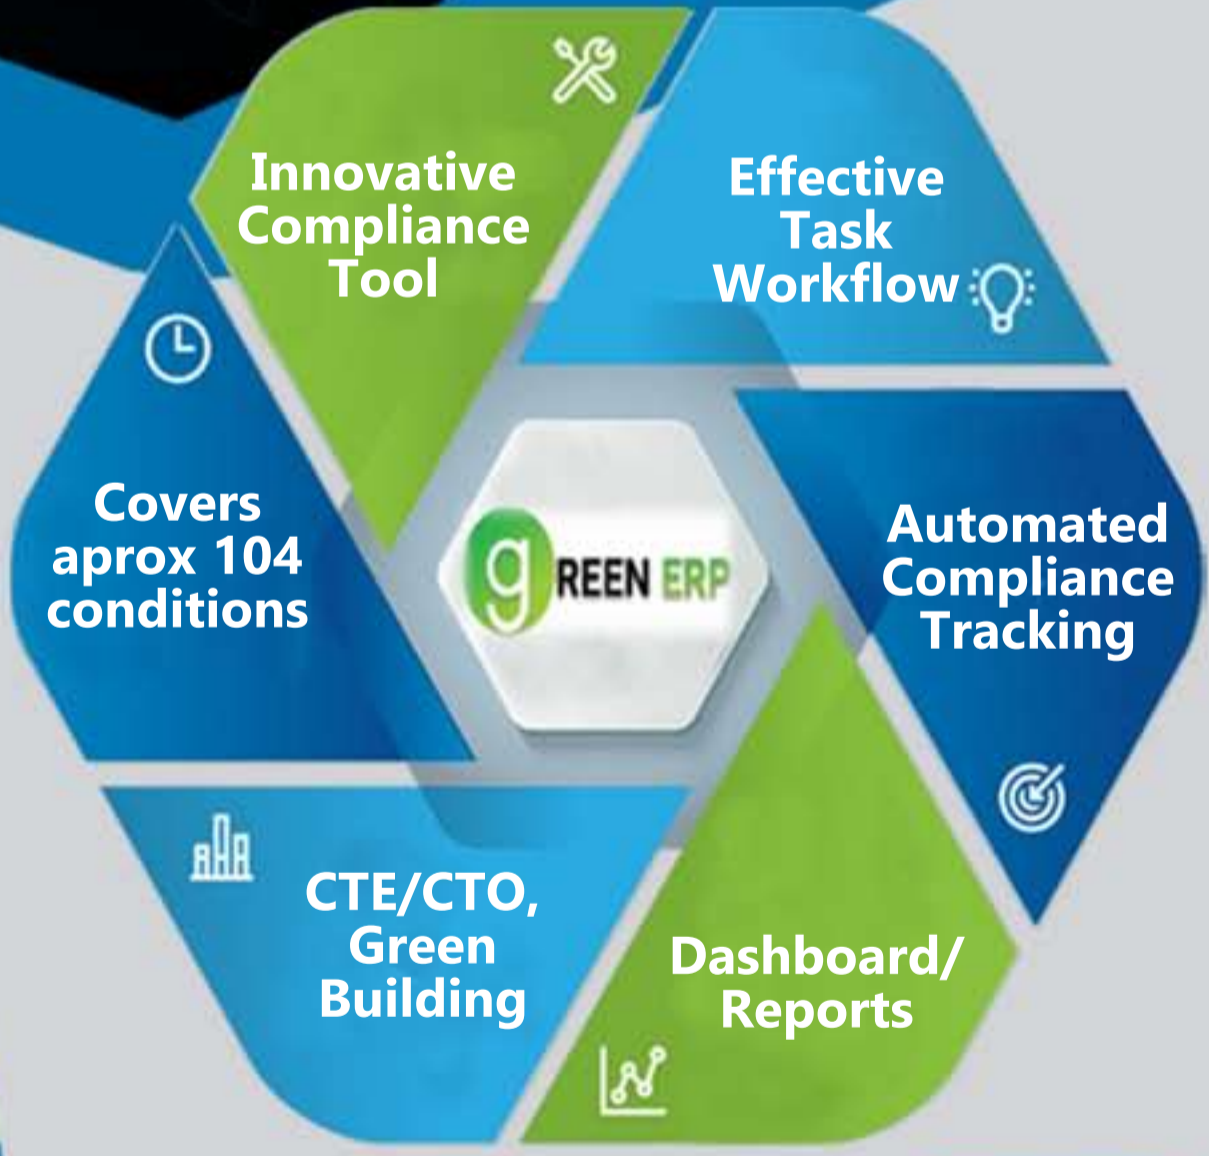 Innovative
Compliance
Tool
Effective
Task
Workflow
Automated
Compliance
Tracking
Dashboard/
Reports
CTE/CTO,
Green
Building
Covers
aprox 104
conditions
gREEN ERP